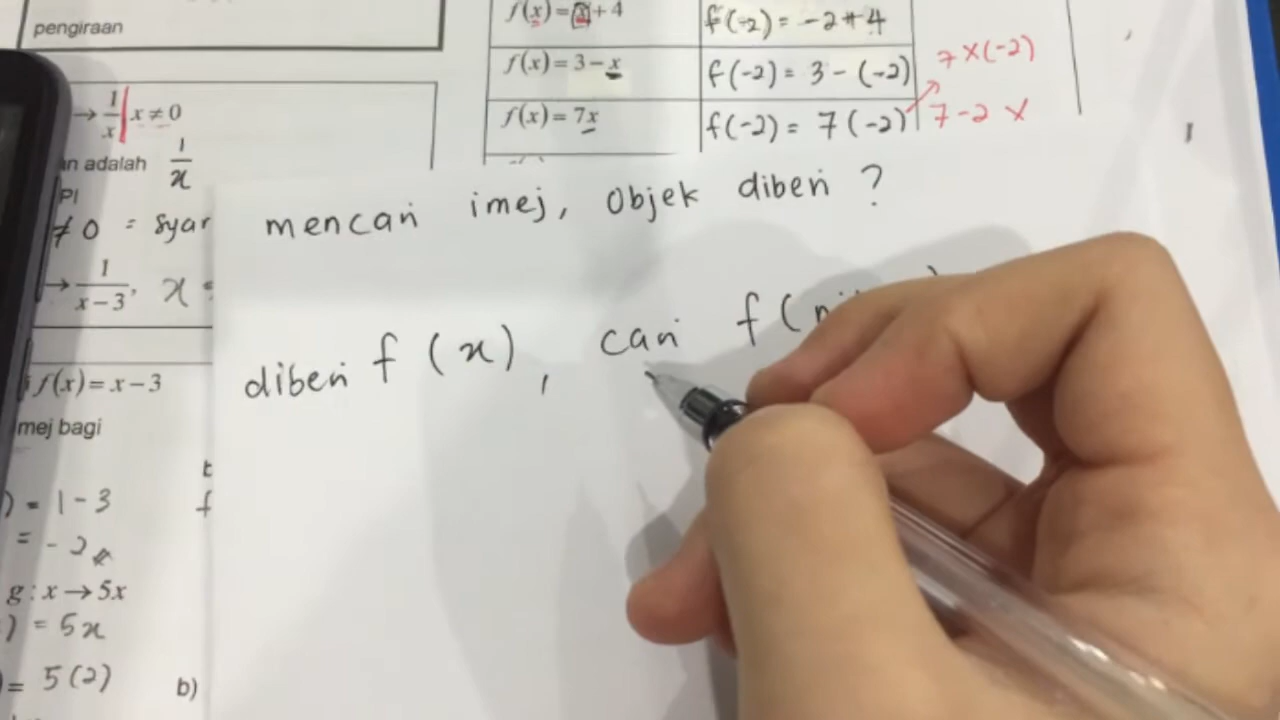 pengiraan
→ 1/x | x ≠ 0
adalah 1/x
≠ 0 = syar
→ 1/(x−3), x =
f(x) = x − 3
mej bagi
) = 1 - 3
= -2
g : x → 5x
) = 5x
= 5(2)
b)
f(x) = x + 4 f(-2) = -2 + 4
f(x) = 3 − x f(-2) = 3 - (-2)
f(x) = 7x f(-2) = 7(-2)
7 x (-2)
7 - 2 X
mencari imej, objek diberi ?
diberi f(x), cari f(